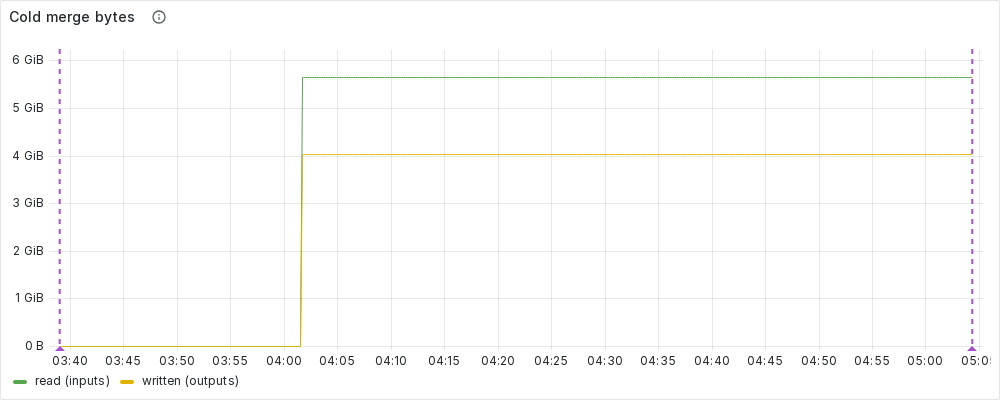 Cold merge bytes
6 GiB
5 GiB
4 GiB
3 GiB
2 GiB
1 GiB
0 B
03:40 03:45 03:50 03:55 04:00 04:05 04:10 04:15 04:20 04:25 04:30 04:35 04:40 04:45 04:50 04:55 05:00
read (inputs) written (outputs)